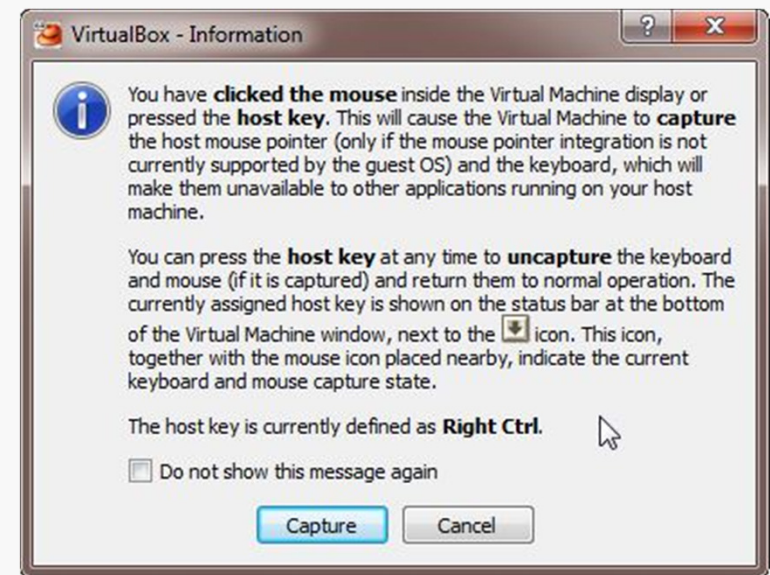 VirtualBox - Information
You have clicked the mouse inside the Virtual Machine display or
pressed the host key. This will cause the Virtual Machine to capture
the host mouse pointer (only if the mouse pointer integration is not
currently supported by the guest OS) and the keyboard, which will
make them unavailable to other applications running on your host
machine.
You can press the host key at any time to uncapture the keyboard
and mouse (if it is captured) and return them to normal operation. The
currently assigned host key is shown on the status bar at the bottom
of the Virtual Machine window, next to the icon. This icon,
together with the mouse icon placed nearby, indicate the current
keyboard and mouse capture state.
The host key is currently defined as Right Ctrl.
Do not show this message again
Capture Cancel